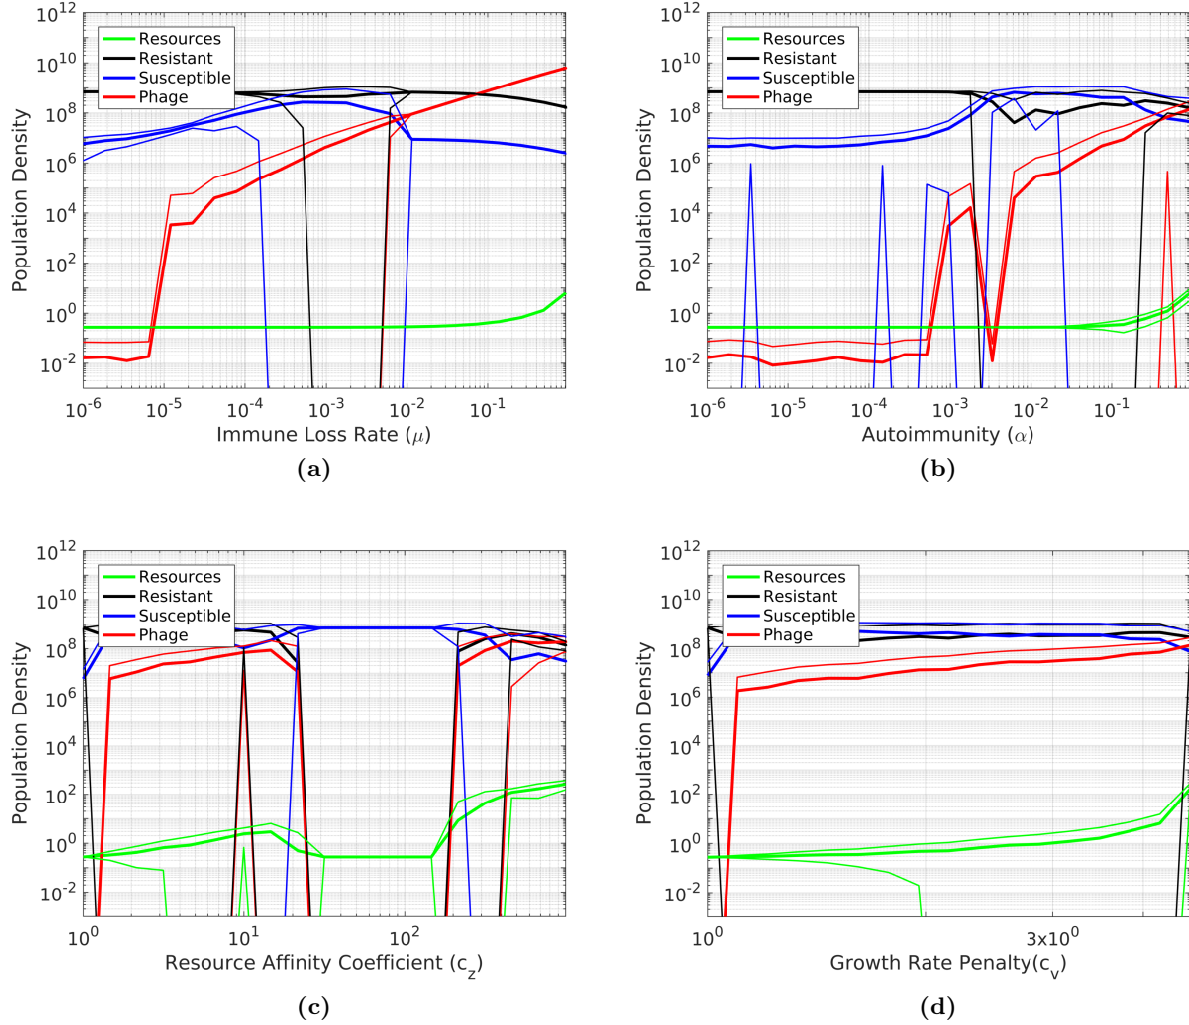 Resources
Resistant
Susceptible
Phage
Population Density
10^12
10^10
10^8
10^6
10^4
10^2
10^0
10^-2
10^-6
10^-5
10^-4
10^-3
10^-2
10^-1
Immune Loss Rate (μ)
(a)
Resources
Resistant
Susceptible
Phage
Population Density
10^12
10^10
10^8
10^6
10^4
10^2
10^0
10^-2
10^-6
10^-5
10^-4
10^-3
10^-2
10^-1
Autoimmunity (α)
(b)
Resources
Resistant
Susceptible
Phage
Population Density
10^12
10^10
10^8
10^6
10^4
10^2
10^0
10^-2
10^0
10^1
10^2
Resource Affinity Coefficient (c_z)
(c)
Resources
Resistant
Susceptible
Phage
Population Density
10^12
10^10
10^8
10^6
10^4
10^2
10^0
10^-2
10^0
3x10^0
Growth Rate Penalty(c_v)
(d)